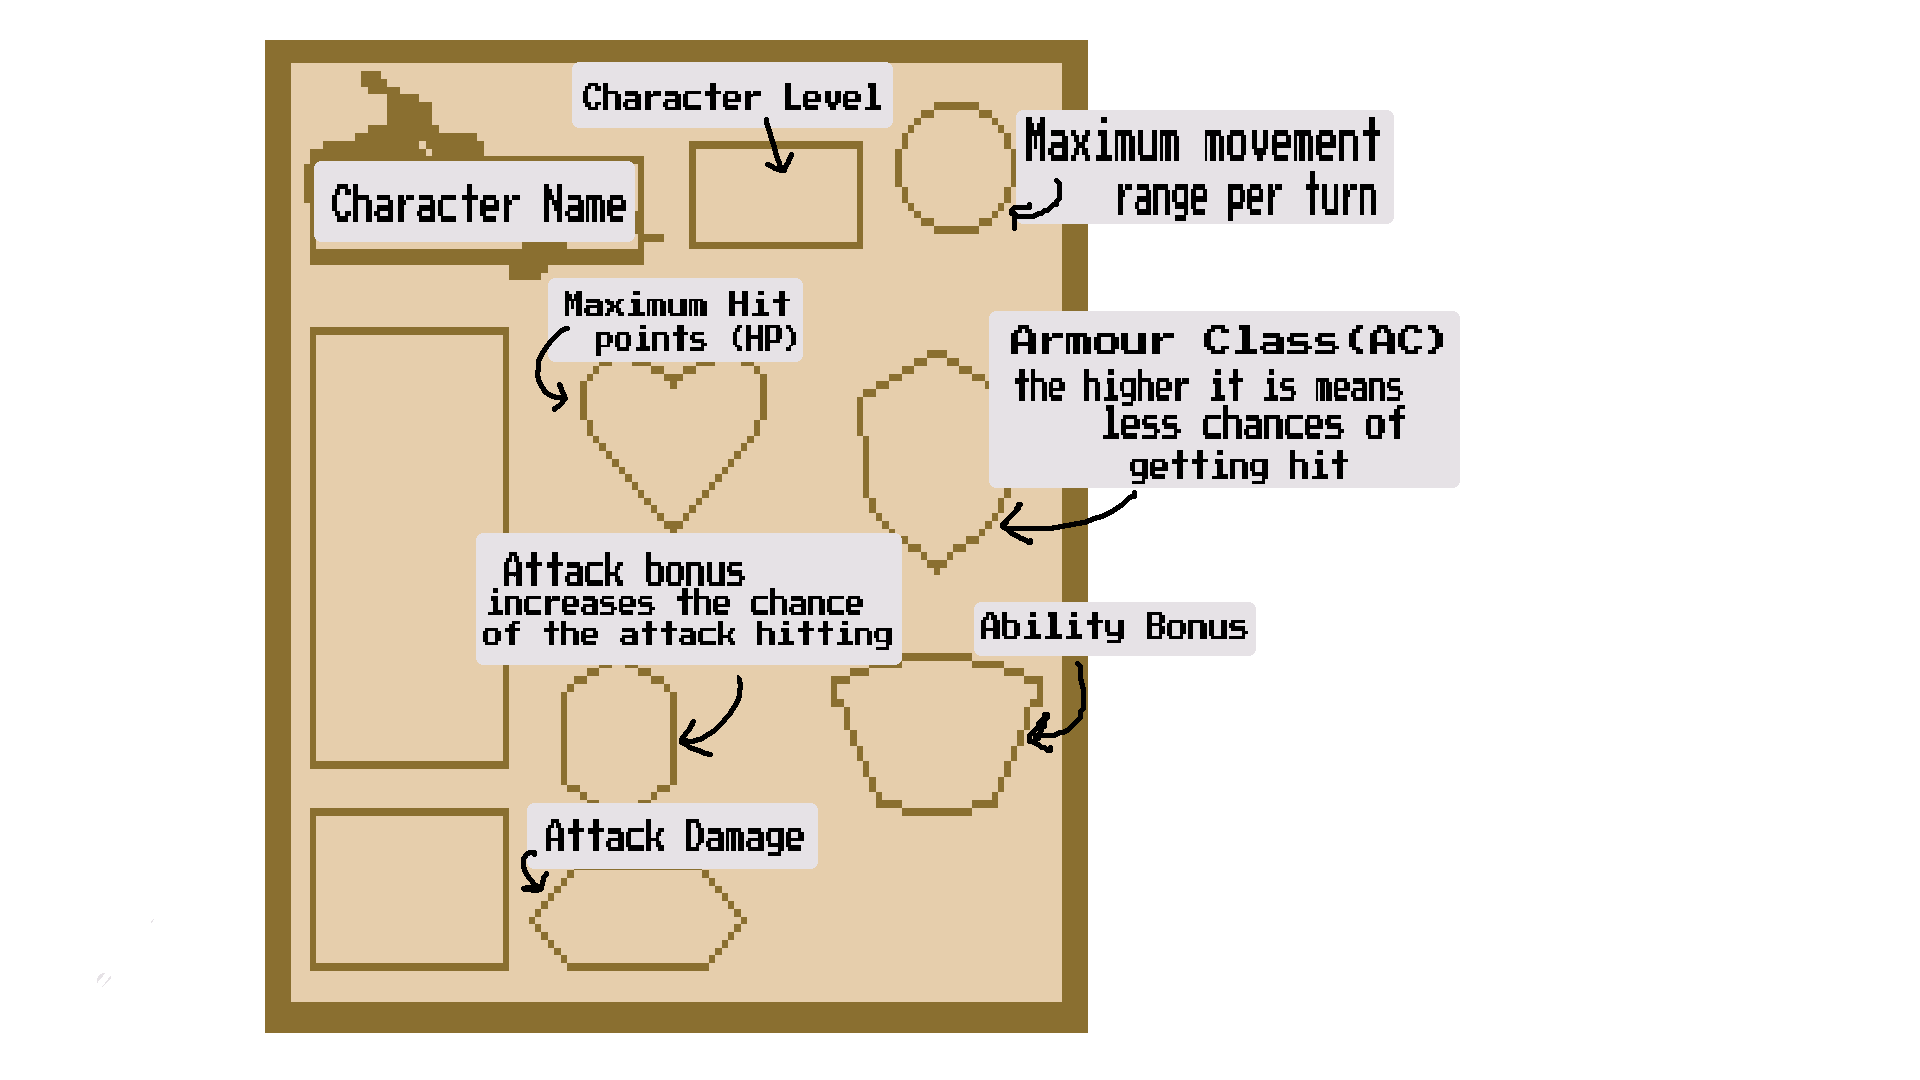 Character Level
Maximum movement
range per turn
Character Name
Maximum Hit
points (HP)
Armour Class(AC)
the higher it is means
less chances of
getting hit
Attack bonus
increases the chance
of the attack hitting
Ability Bonus
Attack Damage